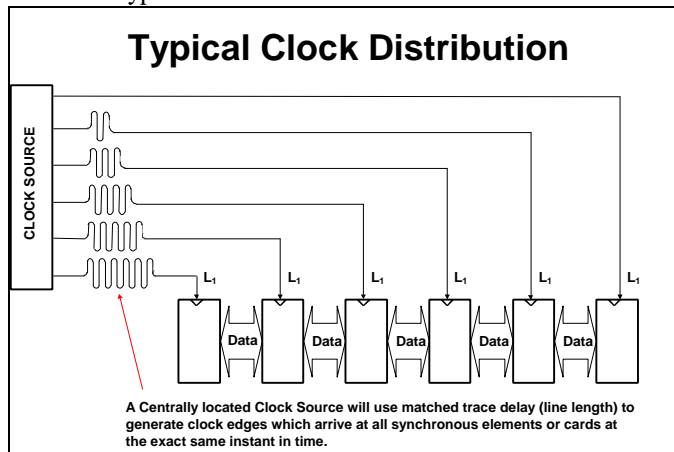 Typical Clock Distribution
CLOCK SOURCE
L1 L1 L1 L1 L1 L1
Data Data Data Data Data
A Centrally located Clock Source will use matched trace delay (line length) to
generate clock edges which arrive at all synchronous elements or cards at
the exact same instant in time.